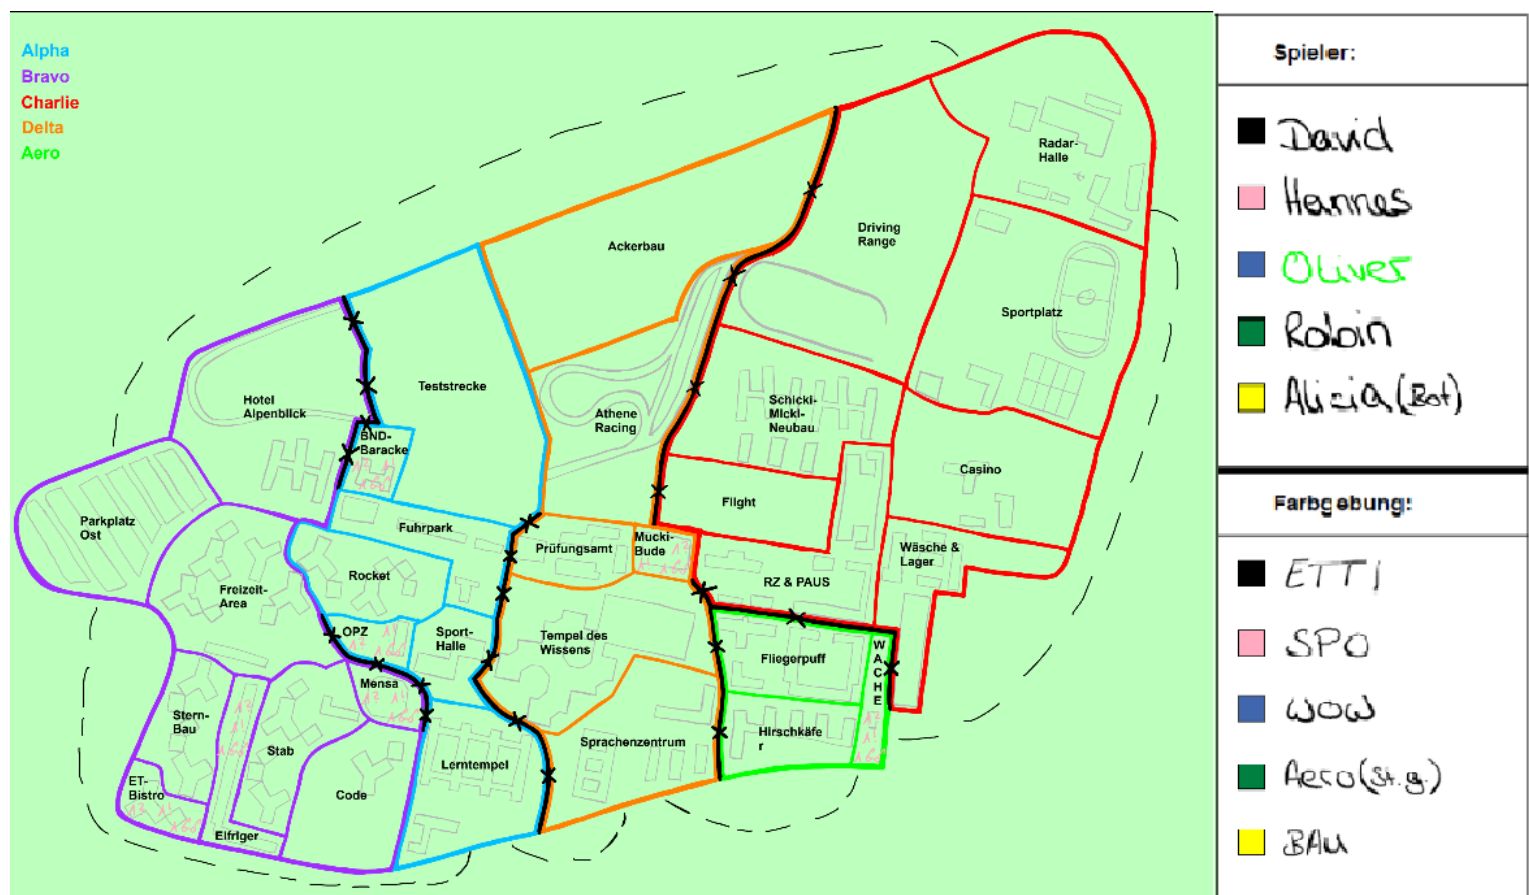 Alpha
Bravo
Charlie
Delta
Aero
Radar-
Halle
Driving
Range
Ackerbau
Sportplatz
Teststrecke
Hotel
Alpenblick
Athene
Racing
Schicki-
Micki-
Neubau
BND-
Baracke
Casino
Flight
Parkplatz
Ost
Fuhrpark
Prüfungsamt
Mucki-
Bude
Wäsche &
Lager
RZ & PAUS
Rocket
Freizeit-
Area
OPZ
Sport-
Halle
Tempel des
Wissens
Fliegerpuff
W
A
C
H
E
Mensa
Stern-
Bau
Stab
Hirschkäfe
r
Sprachenzentrum
Lerntempel
ET-
Bistro
Code
Eifriger
Spieler:
David
Hannes
Oliver
Robin
Alicia (Bot)
Farbgebung:
ETTI
SPO
WOW
Aero (St.g.)
BAU